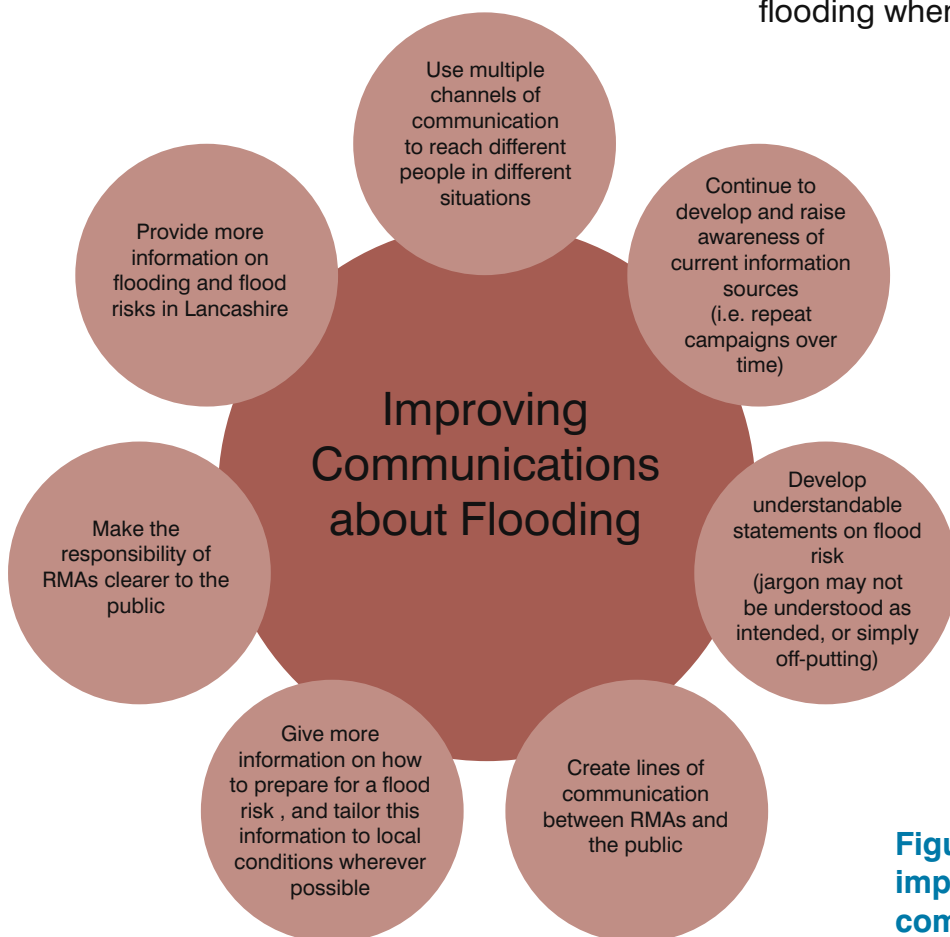 flooding when
Use multiple
channels of
communication
to reach different
people in different
situations
Continue to
develop and raise
awareness of
current information
sources
(i.e. repeat
campaigns over
time)
Develop
understandable
statements on flood
risk
(jargon may not
be understood as
intended, or simply
off-putting)
Create lines of
communication
between RMAs and
the public
Give more
information on how
to prepare for a flood
risk , and tailor this
information to local
conditions wherever
possible
Make the
responsibility of
RMAs clearer to the
public
Provide more
information on
flooding and flood
risks in Lancashire
Improving
Communications
about Flooding